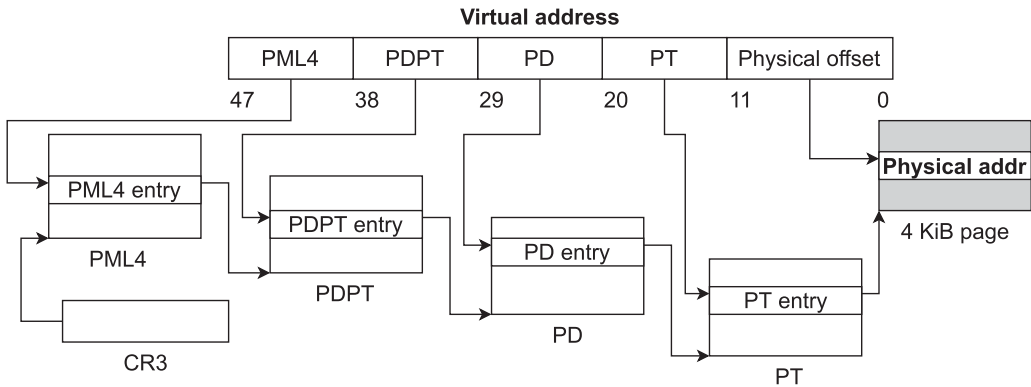 Virtual address
PML4 PDPT PD PT Physical offset
47 38 29 20 11 0
Physical addr
4 KiB page
PML4 entry
PML4
PDPT entry
PDPT
PD entry
PD
PT entry
PT
CR3